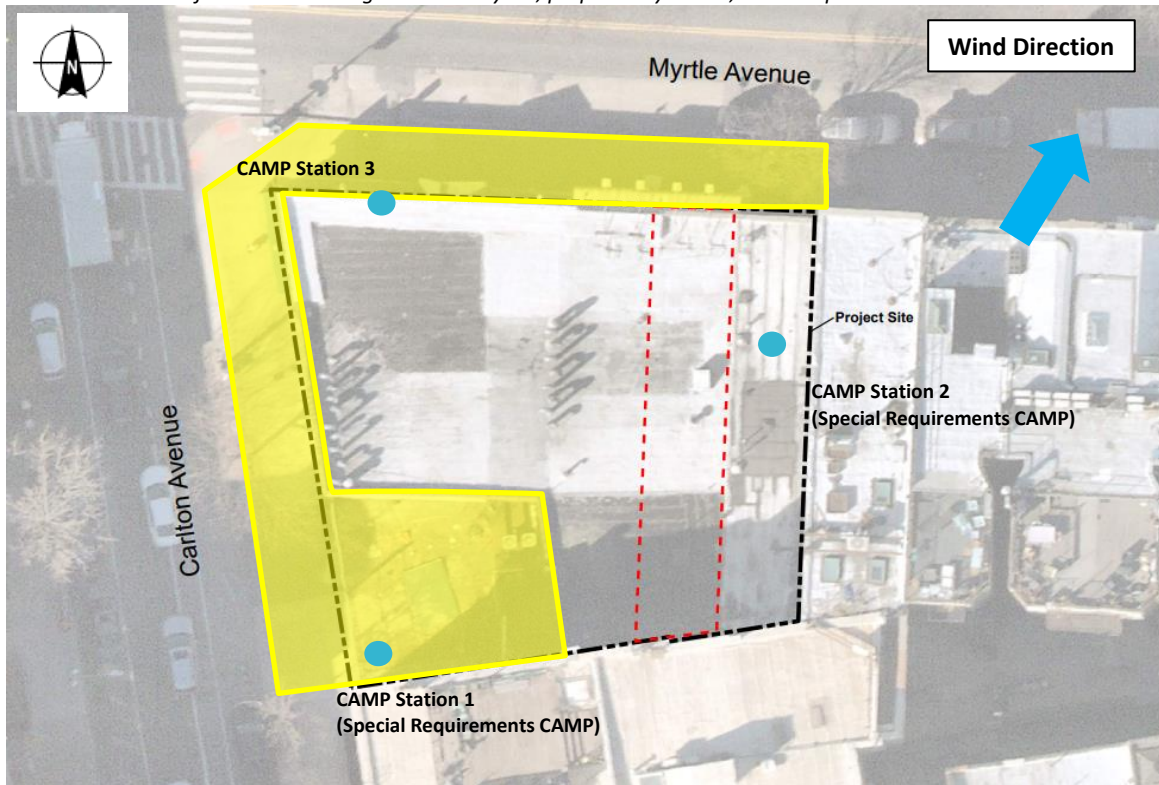 Wind Direction
N
Myrtle Avenue
CAMP Station 3
Project Site
CAMP Station 2
(Special Requirements CAMP)
Carlton Avenue
CAMP Station 1
(Special Requirements CAMP)